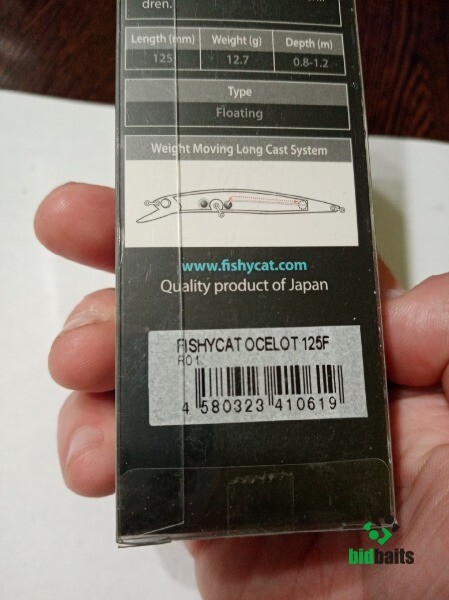 dren.
Length (mm) Weight (g) Depth (m)
125 12.7 0.8-1.2
Type
Floating
Weight Moving Long Cast System
www.fishycat.com
Quality product of Japan
FISHYCAT OCELOT 125F
R01
4 580323 410619
bidbaits